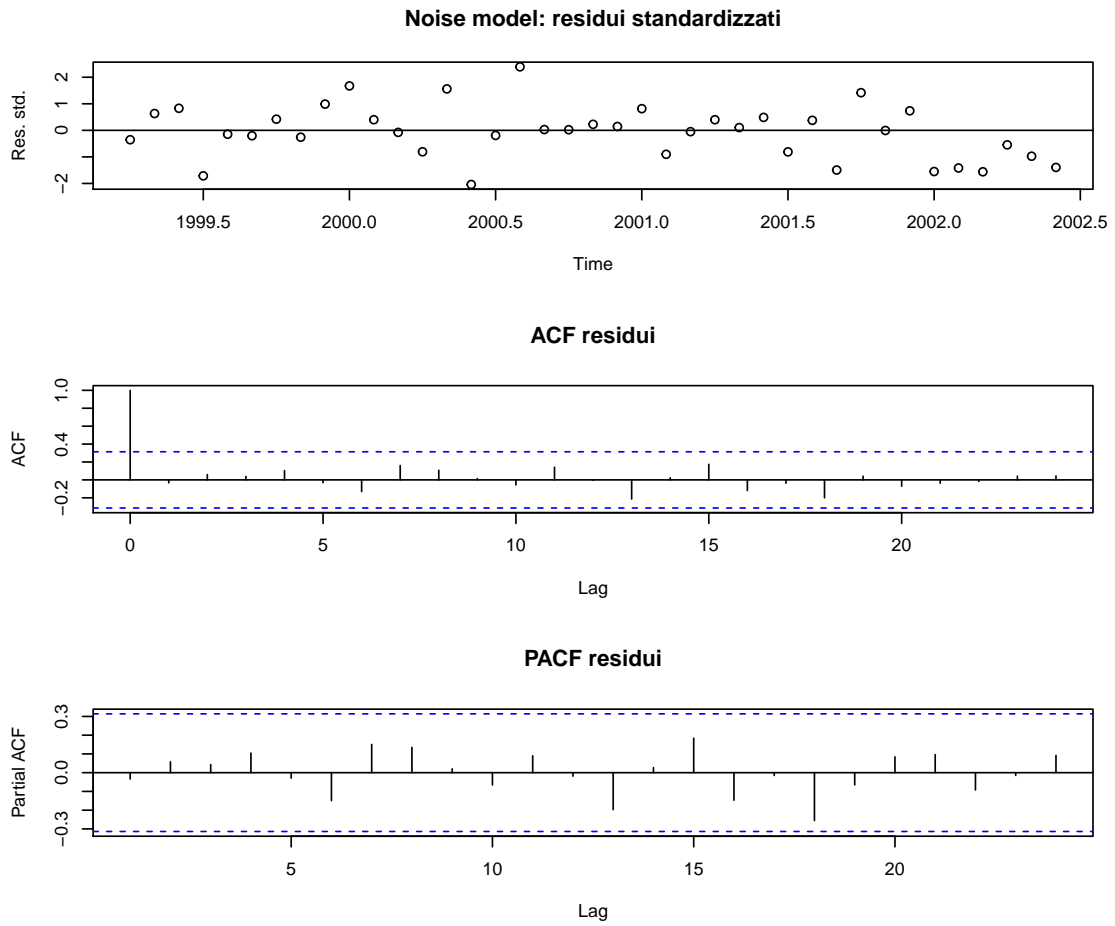 Noise model: residui standardizzati
Res. std.
2
1
0
−2
1999.5 2000.0 2000.5 2001.0 2001.5 2002.0 2002.5
Time
ACF residui
ACF
1.0
0.4
−0.2
0 5 10 15 20
Lag
PACF residui
Partial ACF
0.3
0.0
−0.3
5 10 15 20
Lag